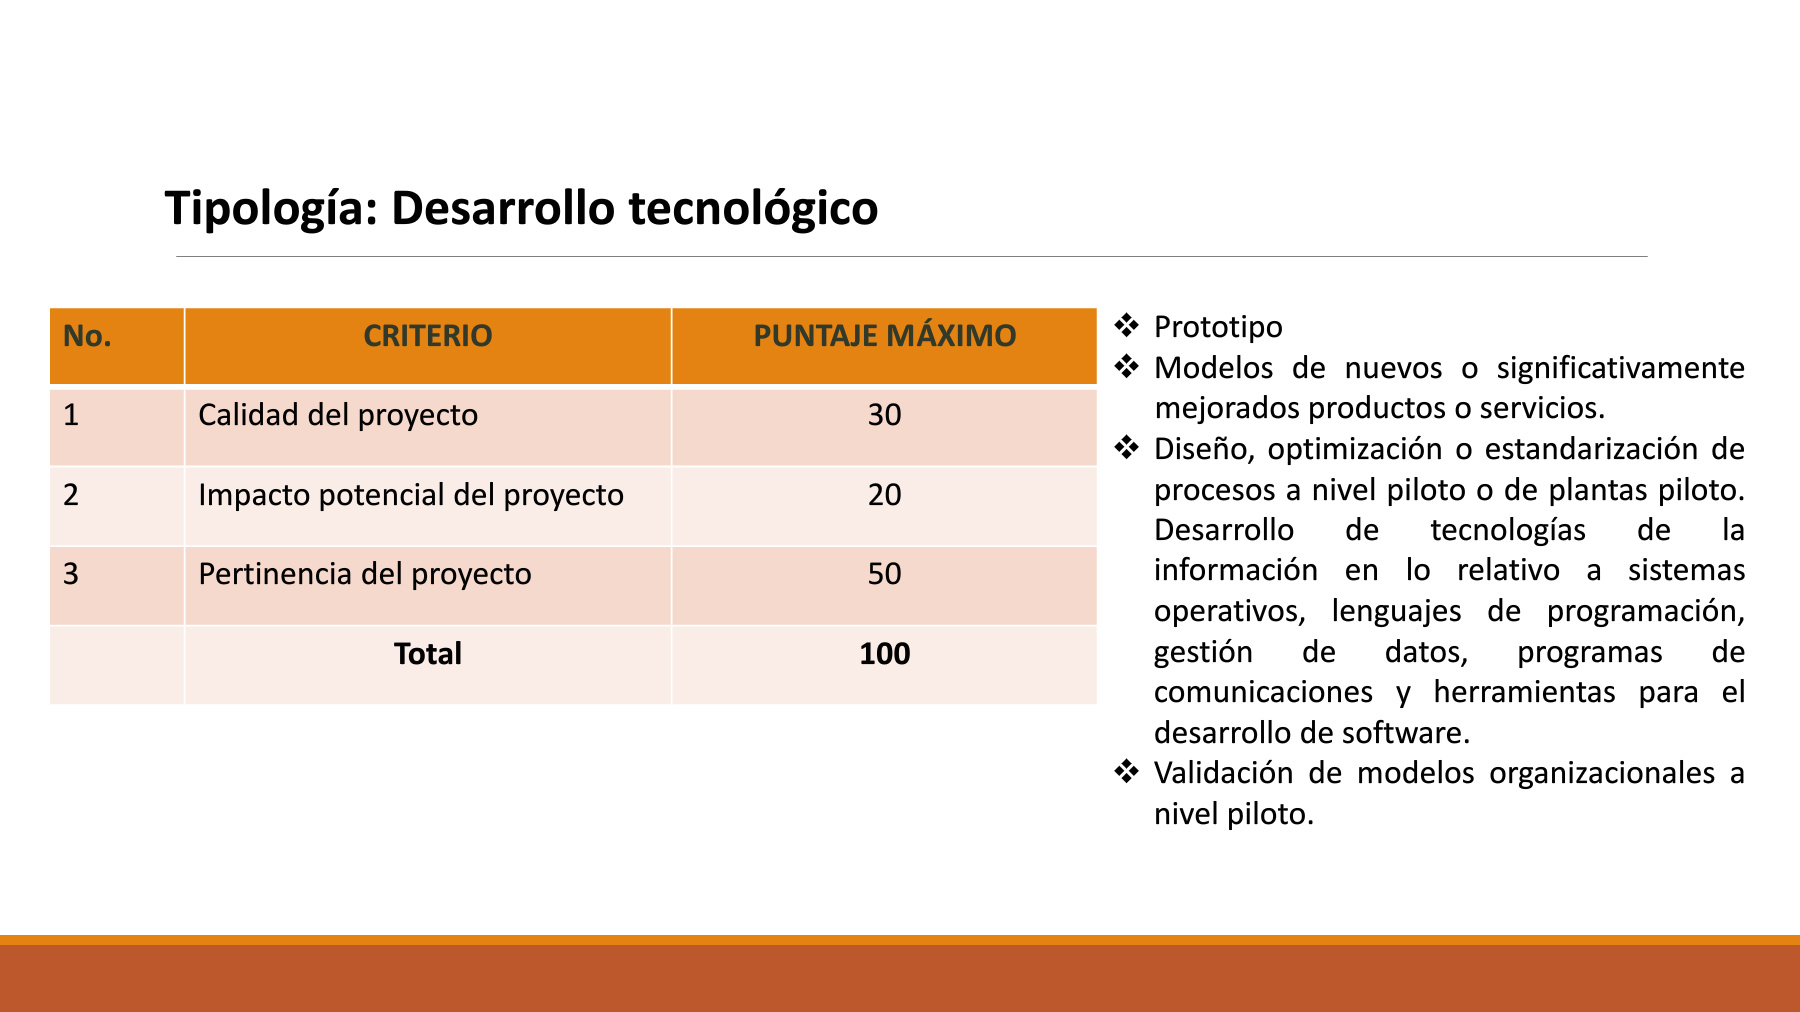 Tipología: Desarrollo tecnológico
No. CRITERIO PUNTAJE MÁXIMO
1 Calidad del proyecto 30
2 Impacto potencial del proyecto 20
3 Pertinencia del proyecto 50
Total 100
❖ Prototipo
❖ Modelos de nuevos o significativamente
mejorados productos o servicios.
❖ Diseño, optimización o estandarización de
procesos a nivel piloto o de plantas piloto.
Desarrollo de tecnologías de la
información en lo relativo a sistemas
operativos, lenguajes de programación,
gestión de datos, programas de
comunicaciones y herramientas para el
desarrollo de software.
❖ Validación de modelos organizacionales a
nivel piloto.